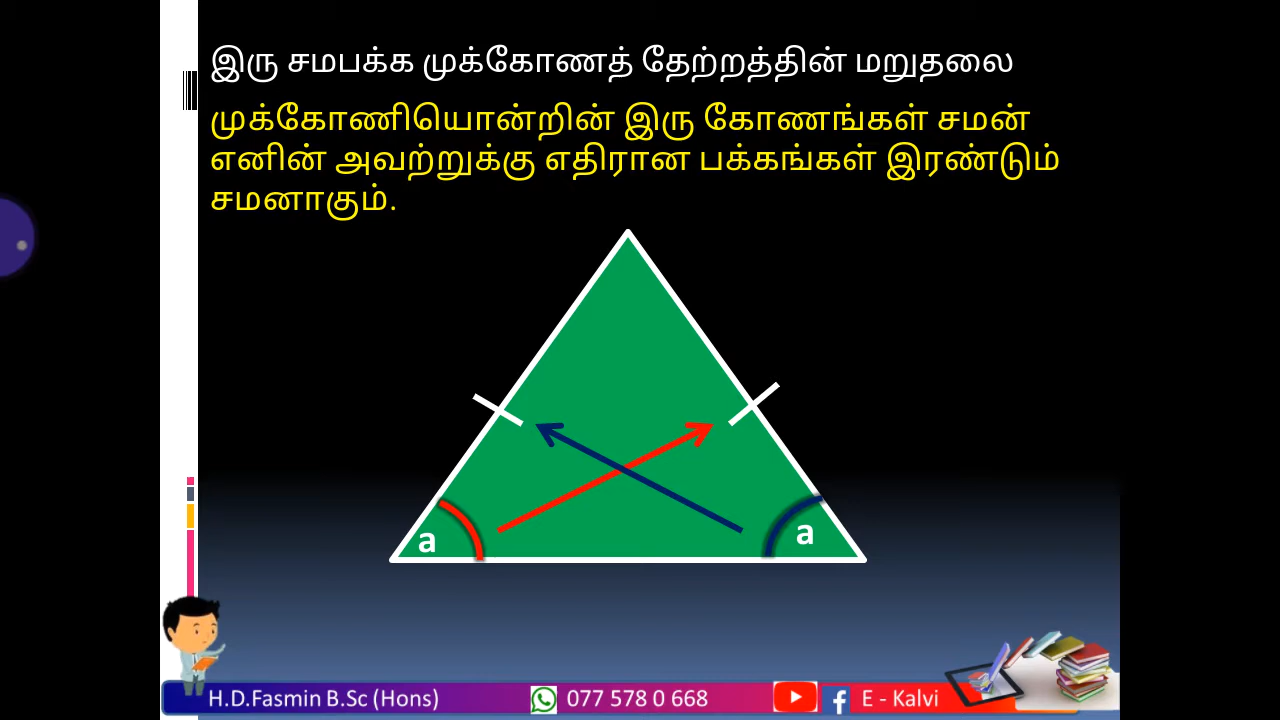 இரு சமபக்க முக்கோணத் தேற்றத்தின் மறுதலை
முக்கோணியொன்றின் இரு கோணங்கள் சமன்
எனின் அவற்றுக்கு எதிரான பக்கங்கள் இரண்டும்
சமனாகும்.
a
a
H.D.Fasmin B.Sc (Hons)
077 578 0 668
E - Kalvi